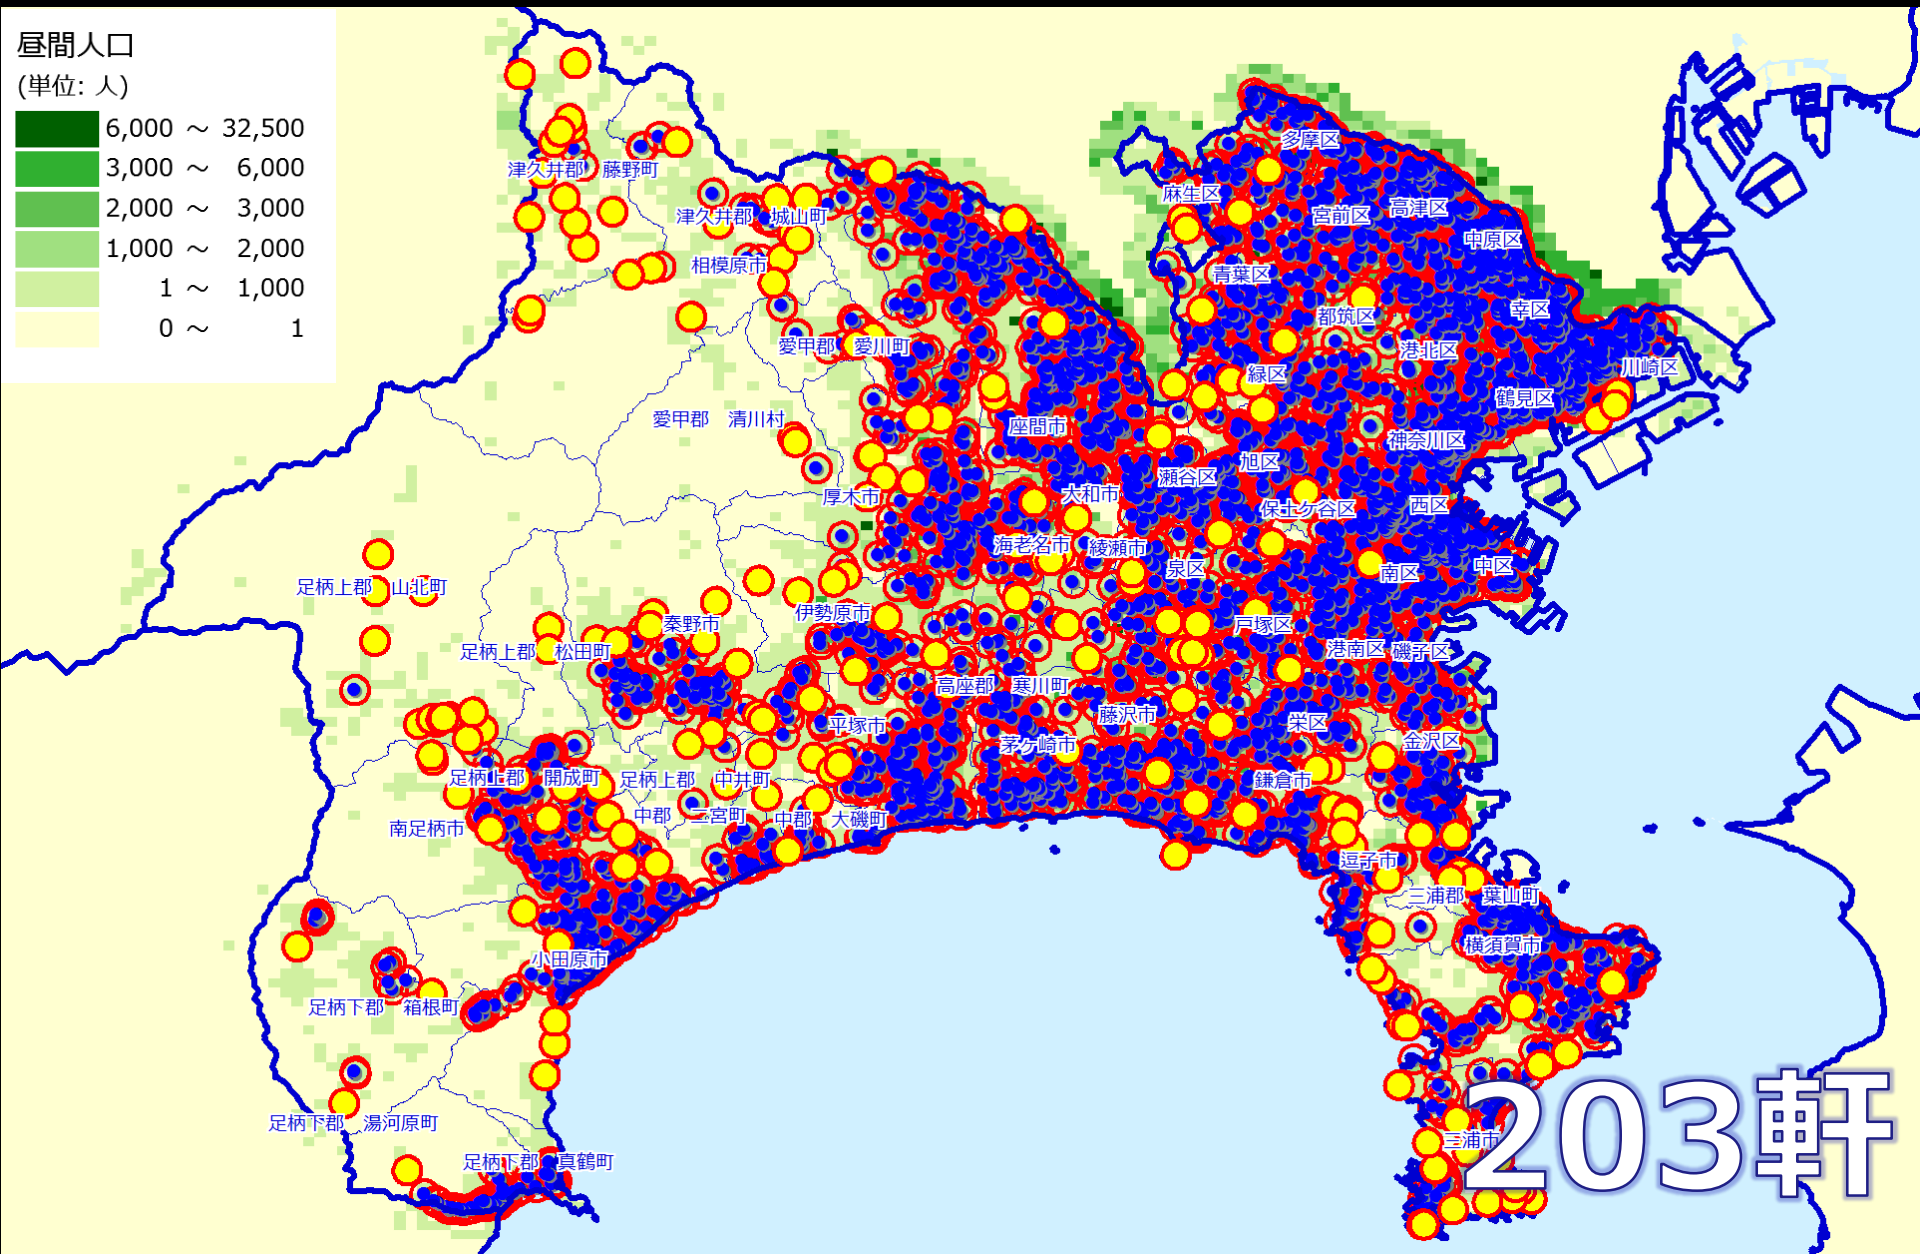 昼間人口
(単位: 人)
6,000 ～ 32,500
3,000 ～ 6,000
2,000 ～ 3,000
1,000 ～ 2,000
1 ～ 1,000
0 ～ 1
多摩区
津久井郡 藤野町
麻生区
津久井郡 城山町
宮前区
高津区
中原区
相模原市
青葉区
幸区
都筑区
愛甲郡 愛川町
港北区
川崎区
緑区
鶴見区
愛甲郡 清川村
座間市
神奈川区
旭区
瀬谷区
厚木市
大和市
保土ケ谷区
西区
海老名市
綾瀬市
泉区
南区
中区
足柄上郡 山北町
伊勢原市
秦野市
戸塚区
足柄上郡 松田町
港南区
磯子区
高座郡 寒川町
藤沢市
平塚市
栄区
茅ケ崎市
金沢区
足柄上郡 開成町
足柄上郡 中井町
鎌倉市
中郡 二宮町
中郡 大磯町
南足柄市
逗子市
三浦郡 葉山町
横須賀市
小田原市
足柄下郡 箱根町
足柄下郡 湯河原町
三浦市
足柄下郡 真鶴町
203軒